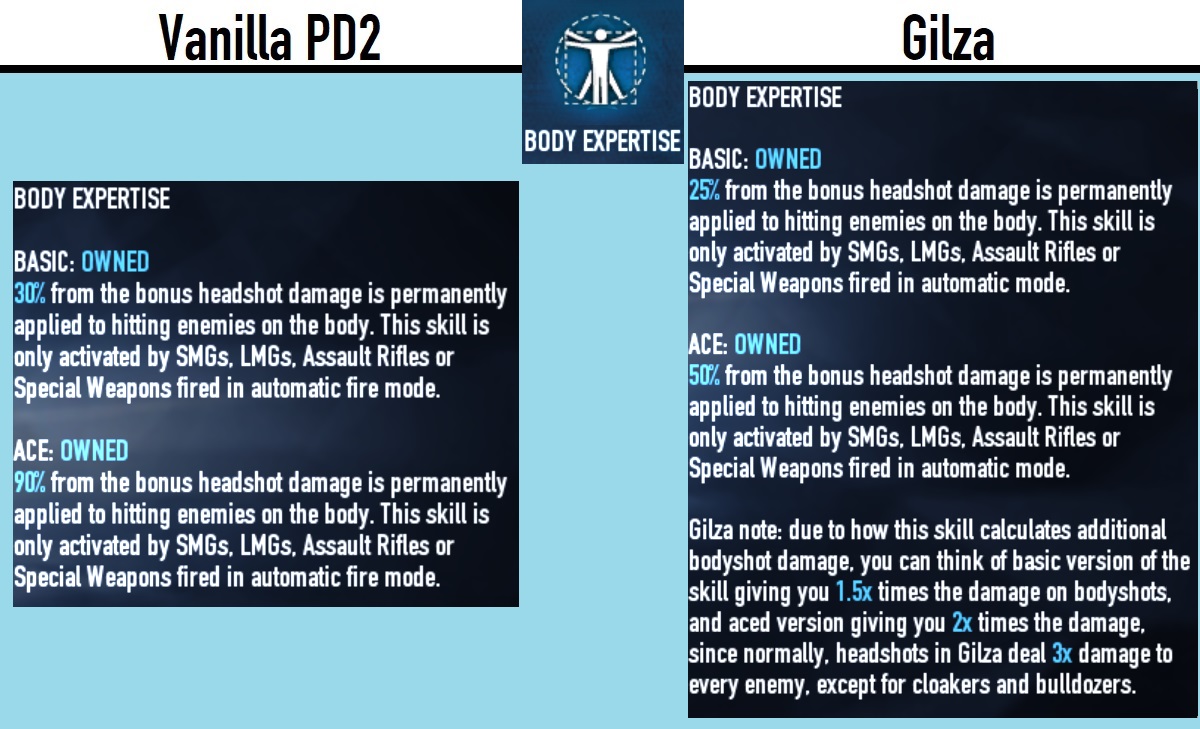 Vanilla PD2
BODY EXPERTISE
Gilza
BODY EXPERTISE
BASIC: OWNED
30% from the bonus headshot damage is permanently
applied to hitting enemies on the body. This skill is
only activated by SMGs, LMGs, Assault Rifles or
Special Weapons fired in automatic fire mode.
ACE: OWNED
90% from the bonus headshot damage is permanently
applied to hitting enemies on the body. This skill is
only activated by SMGs, LMGs, Assault Rifles or
Special Weapons fired in automatic fire mode.
BODY EXPERTISE
BASIC: OWNED
25% from the bonus headshot damage is permanently
applied to hitting enemies on the body. This skill is
only activated by SMGs, LMGs, Assault Rifles or
Special Weapons fired in automatic mode.
ACE: OWNED
50% from the bonus headshot damage is permanently
applied to hitting enemies on the body. This skill is
only activated by SMGs, LMGs, Assault Rifles or
Special Weapons fired in automatic mode.
Gilza note: due to how this skill calculates additional
bodyshot damage, you can think of basic version of the
skill giving you 1.5x times the damage on bodyshots,
and aced version giving you 2x times the damage,
since normally, headshots in Gilza deal 3x damage to
every enemy, except for cloakers and bulldozers.